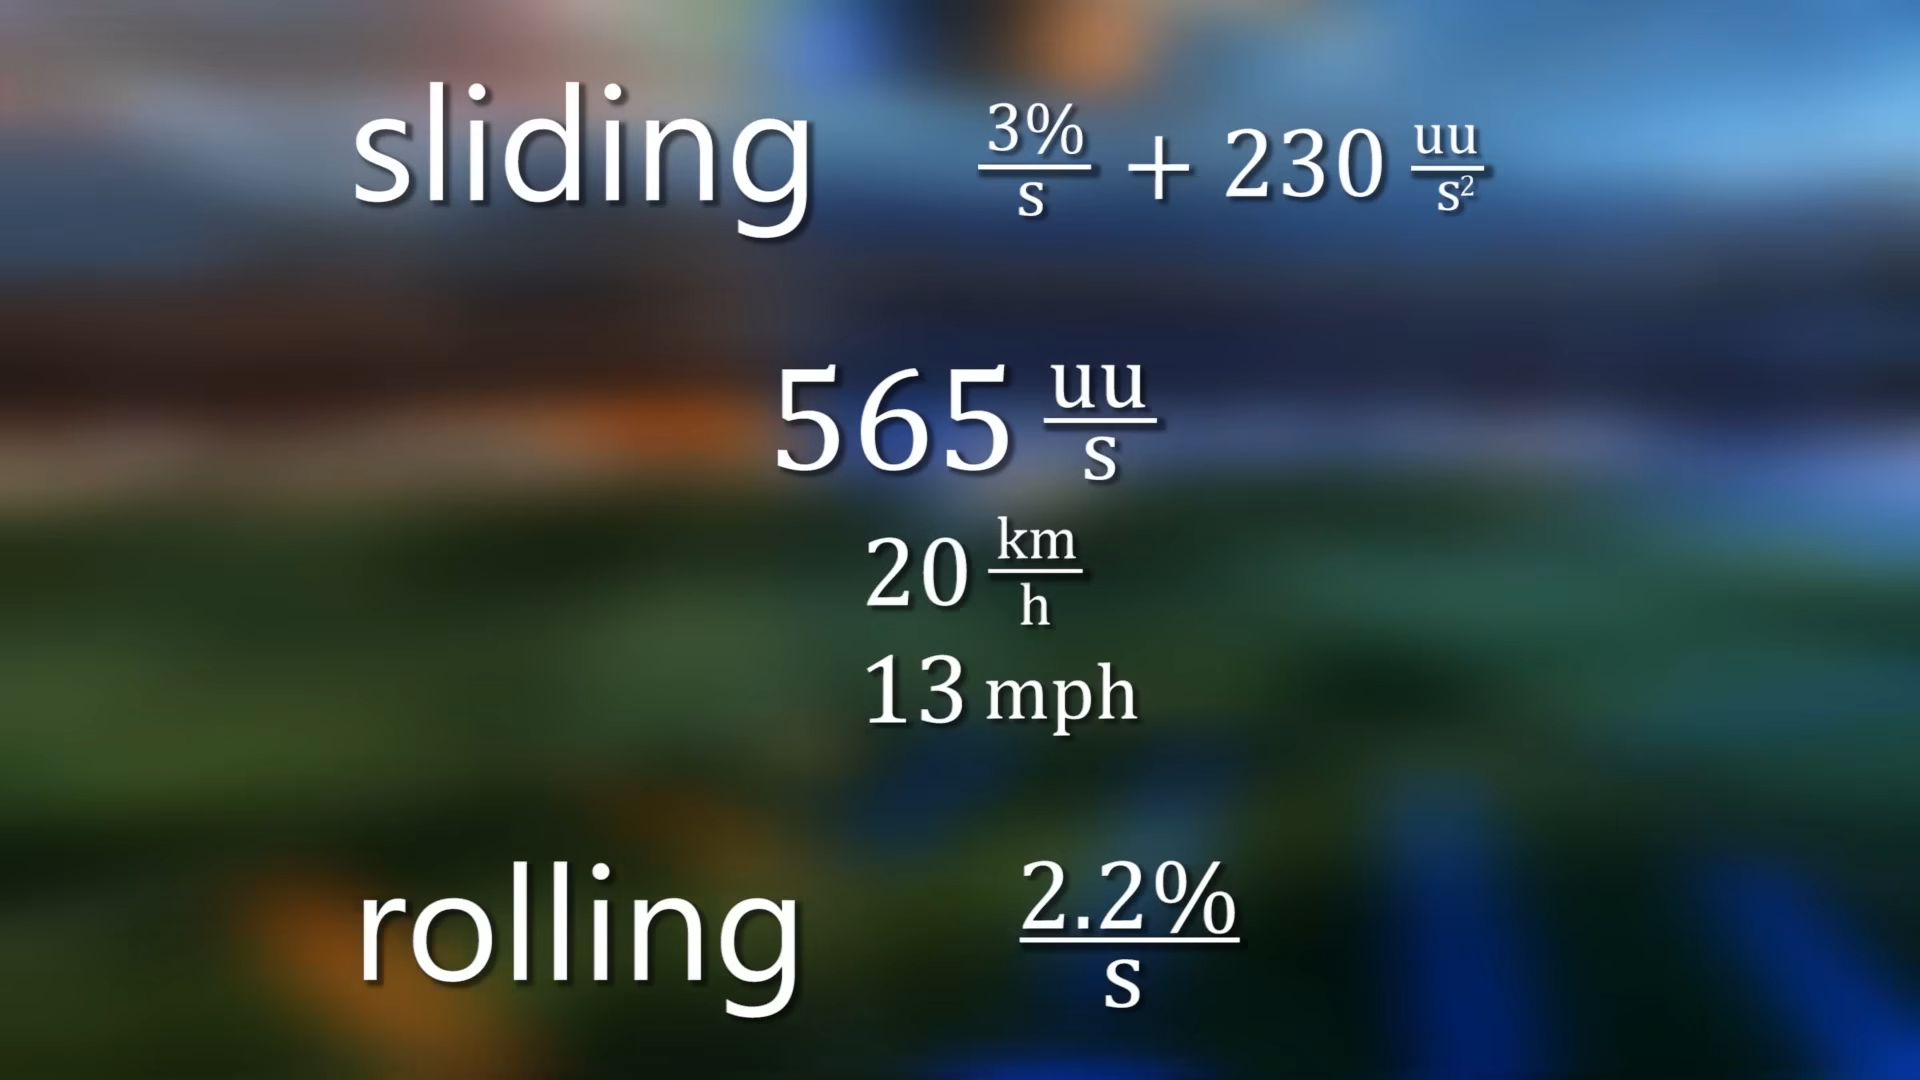 sliding 3%/s + 230 uu/s²
565 uu/s
20 km/h
13 mph
rolling 2.2%/s